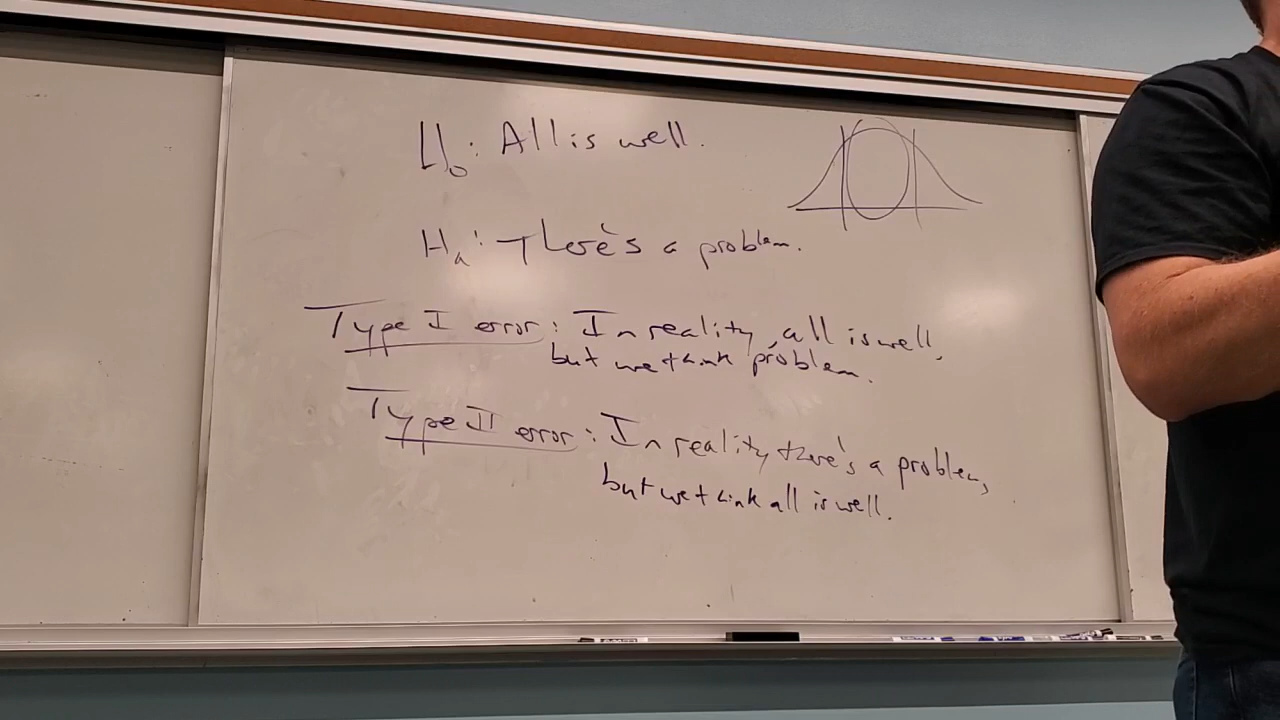 H₀: All is well.
Hₐ: There's a problem.
Type I error: In reality, all is well,
but we think problem.
Type II error: In reality there's a problem,
but we think all is well.